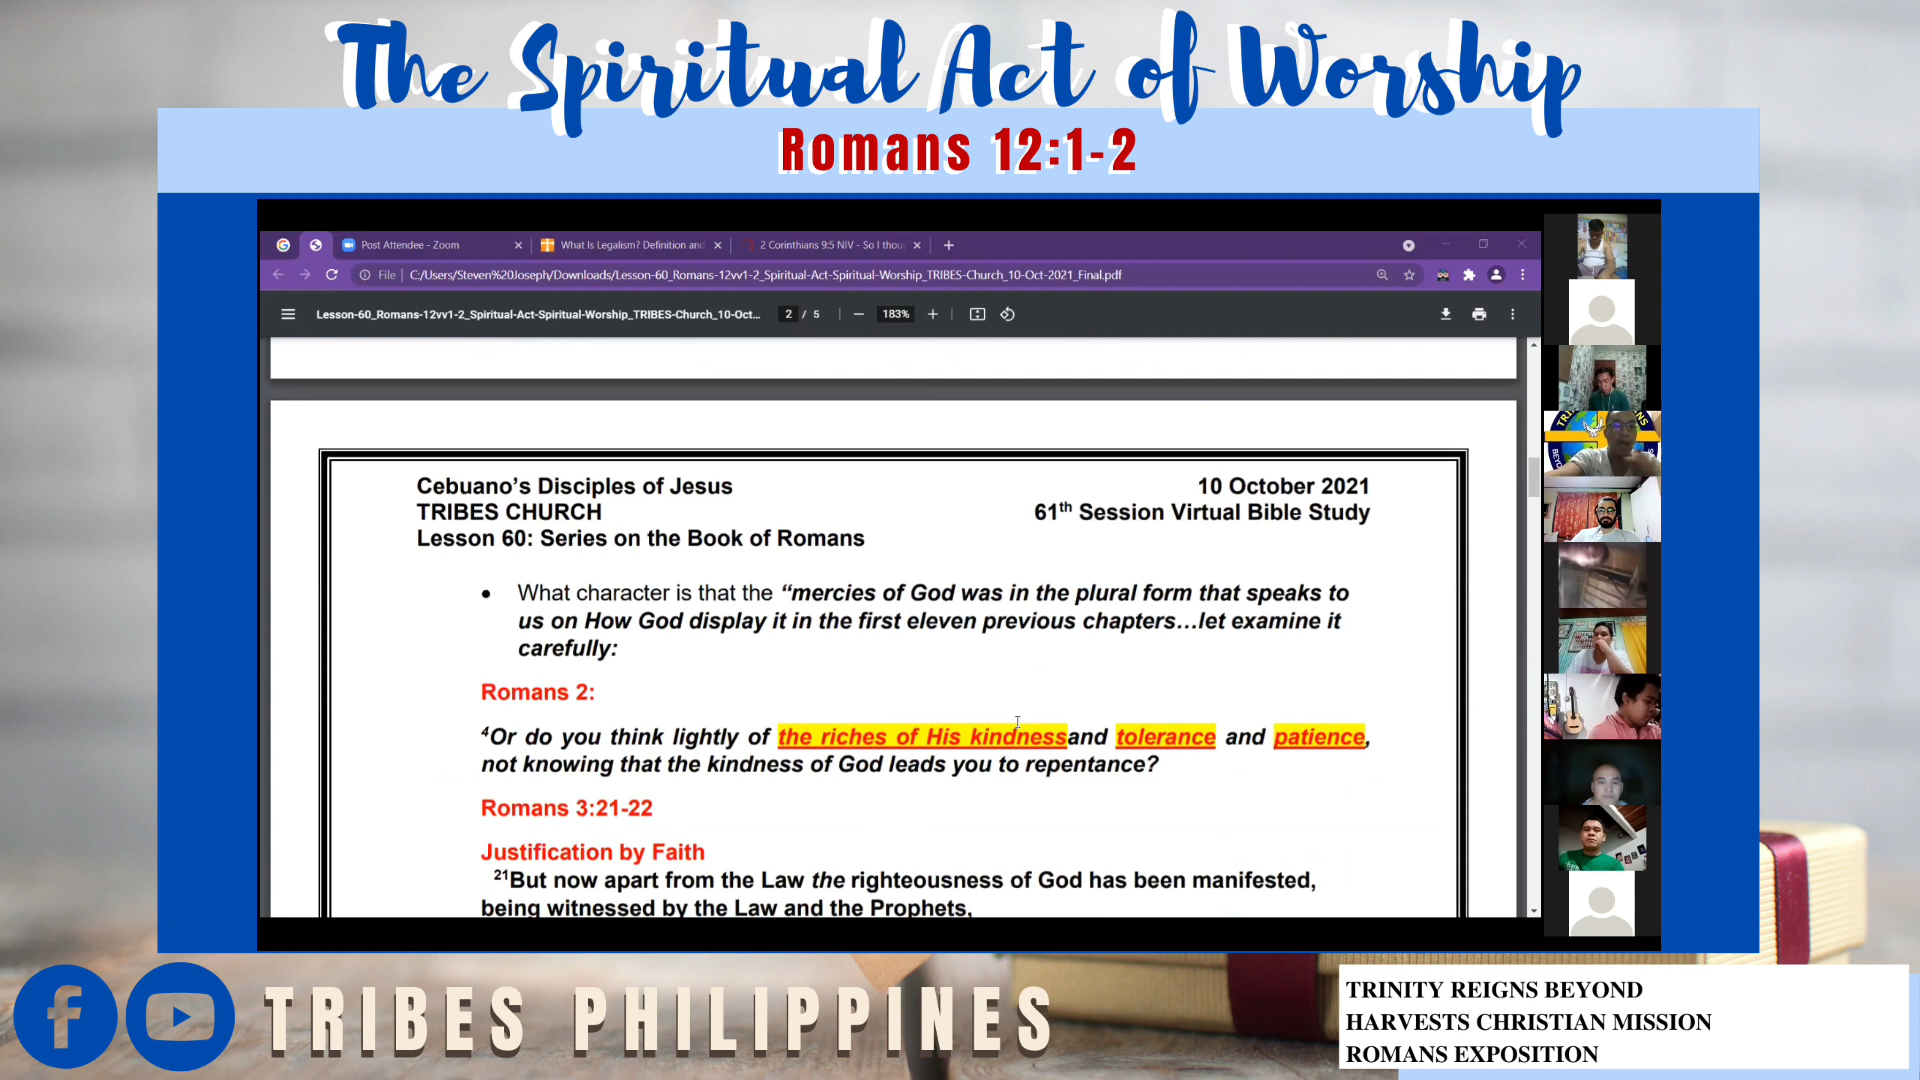 The Spiritual Act of Worship
Romans 12:1-2
Post Attendee - Zoom
What Is Legalism? Definition and
2 Corinthians 9:5 NIV - So I thou
File | C:/Users/Steven%20Joseph/Downloads/Lesson-60_Romans-12vv1-2_Spiritual-Act-Spiritual-Worship_TRIBES-Church_10-Oct-2021_Final.pdf
Lesson-60_Romans-12vv1-2_Spiritual-Act-Spiritual-Worship_TRIBES-Church_10-Oct...
2 / 5
183%
Cebuano’s Disciples of Jesus
10 October 2021
TRIBES CHURCH
61th Session Virtual Bible Study
Lesson 60: Series on the Book of Romans
• What character is that the “mercies of God was in the plural form that speaks to
us on How God display it in the first eleven previous chapters…let examine it
carefully:
Romans 2:
4Or do you think lightly of the riches of His kindnessand tolerance and patience,
not knowing that the kindness of God leads you to repentance?
Romans 3:21-22
Justification by Faith
21But now apart from the Law the righteousness of God has been manifested,
being witnessed by the Law and the Prophets,
TRIBES PHILIPPINES
TRINITY REIGNS BEYOND
HARVESTS CHRISTIAN MISSION
ROMANS EXPOSITION